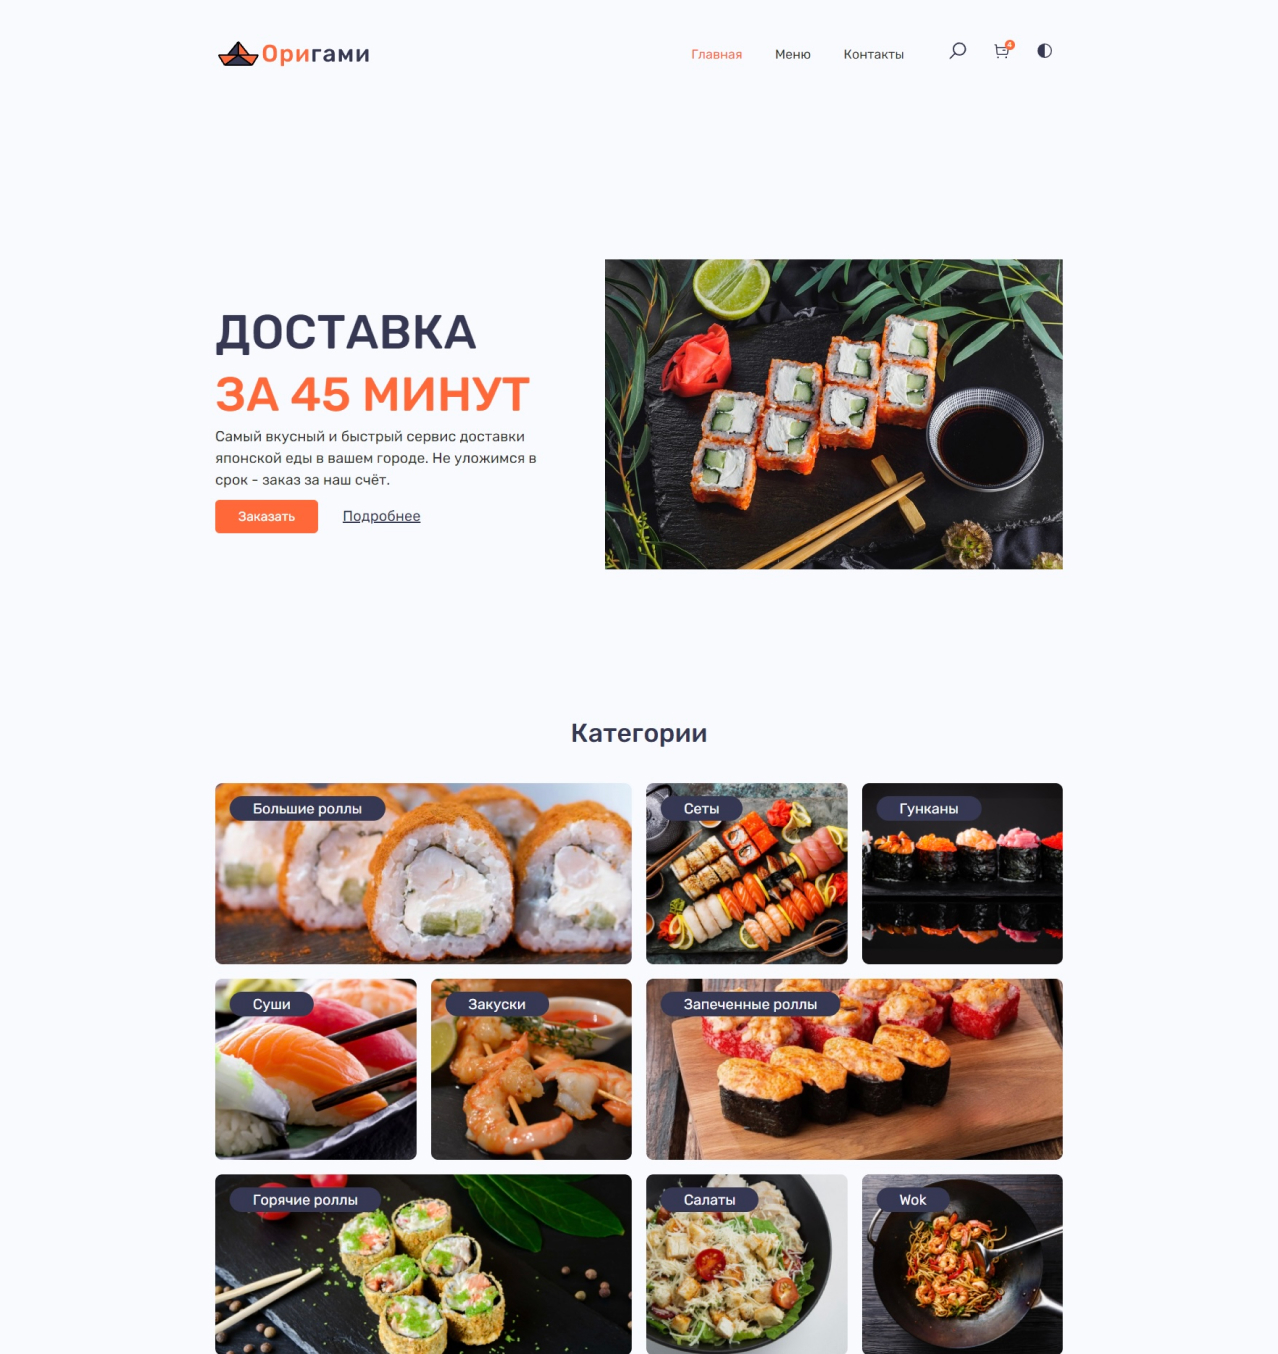 Оригами
Главная
Меню
Контакты
4
ДОСТАВКА
ЗА 45 МИНУТ
Самый вкусный и быстрый сервис доставки
японской еды в вашем городе. Не уложимся в
срок - заказ за наш счёт.
Заказать
Подробнее
Категории
Большие роллы
Сеты
Гунканы
Суши
Закуски
Запеченные роллы
Горячие роллы
Салаты
Wok